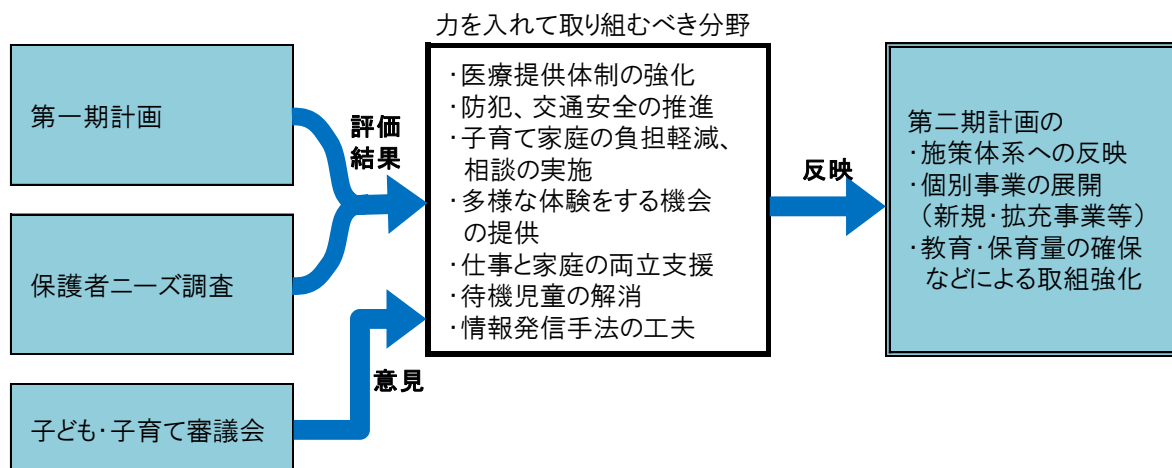 力を入れて取り組むべき分野
第一期計画
保護者ニーズ調査
子ども・子育て審議会
評価
結果
意見
・医療提供体制の強化
・防犯、交通安全の推進
・子育て家庭の負担軽減、
相談の実施
・多様な体験をする機会
の提供
・仕事と家庭の両立支援
・待機児童の解消
・情報発信手法の工夫
反映
第二期計画の
・施策体系への反映
・個別事業の展開
（新規・拡充事業等）
・教育・保育量の確保
などによる取組強化